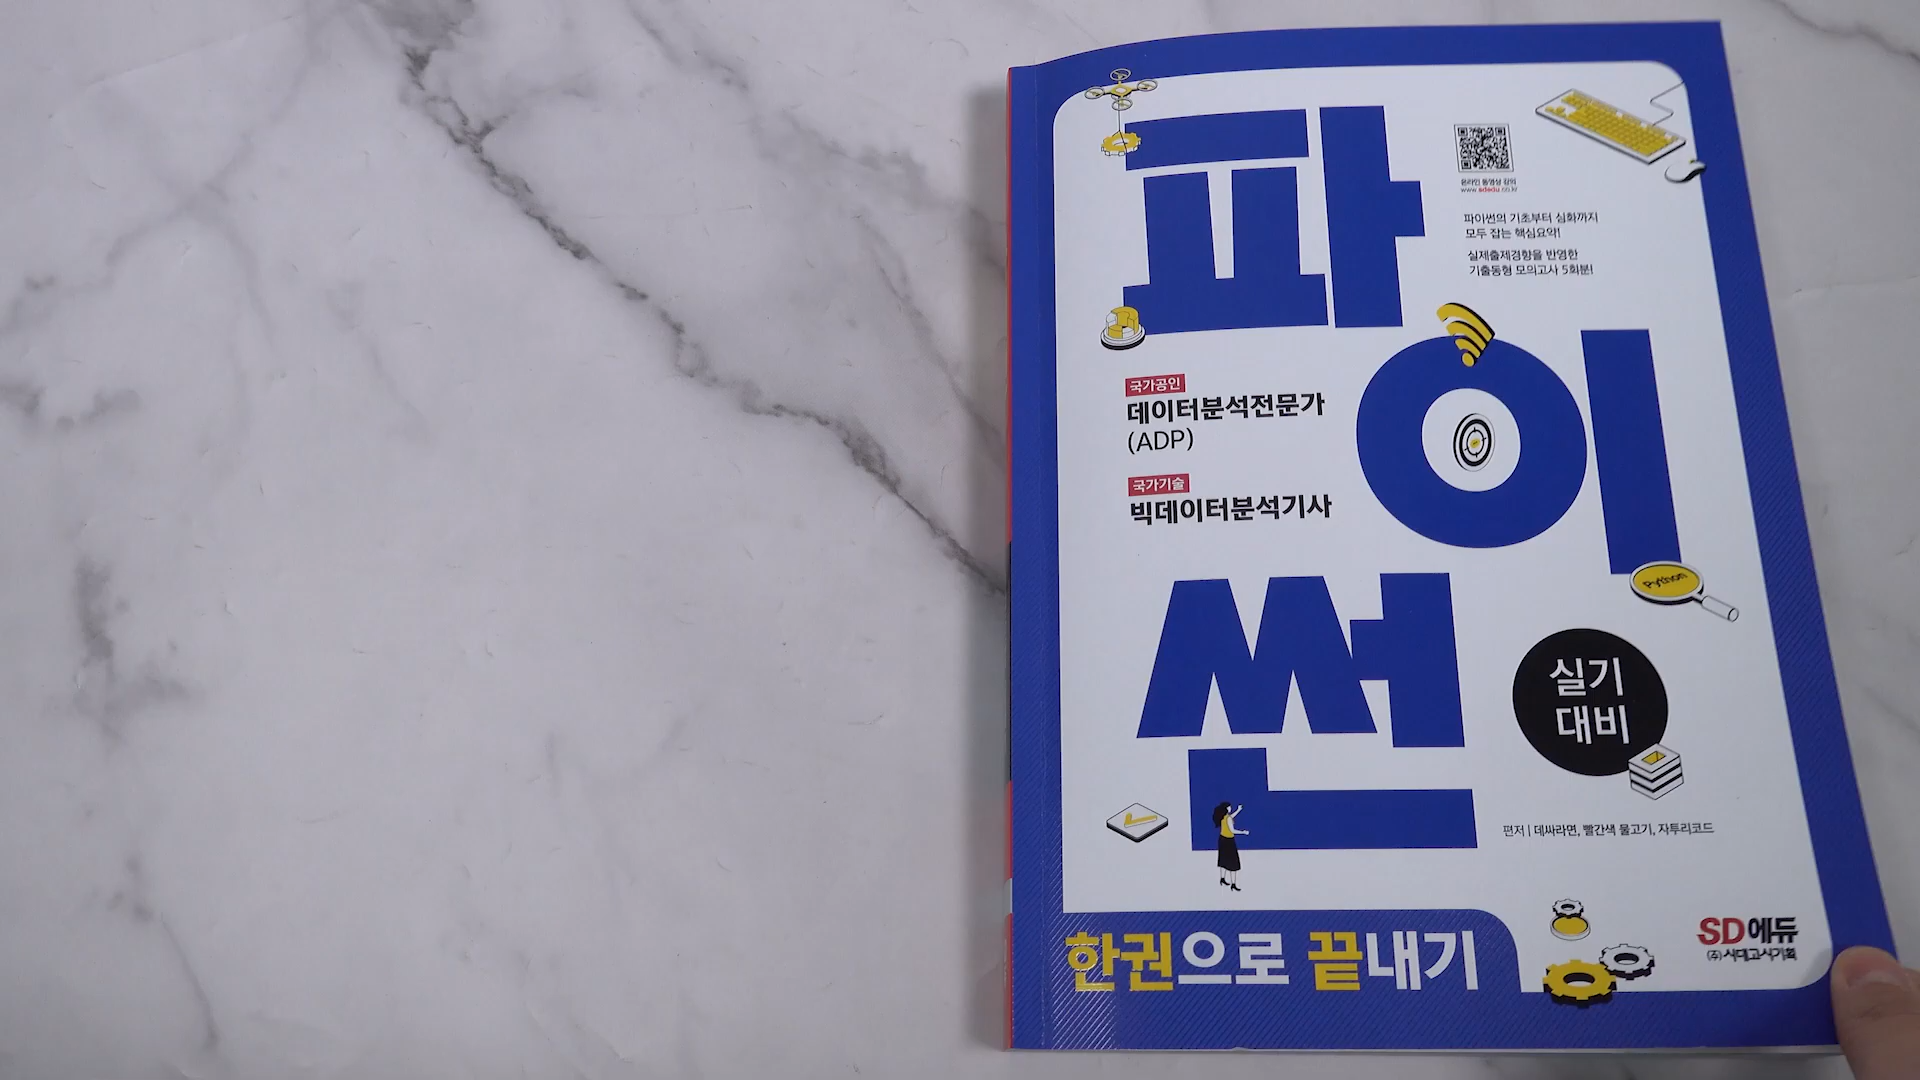 파이썬
온라인 동영상 강의
www.sdedu.co.kr
파이썬의 기초부터 심화까지
모두 잡는 핵심요약!
실제출제경향을 반영한
기출동형 모의고사 5회분!
국가공인
데이터분석전문가
(ADP)
국가기술
빅데이터분석기사
Python
실기
대비
편저 | 데싸라면, 빨간색 물고기, 자투리코드
한권으로 끝내기
SD에듀
(주)시대고시기획